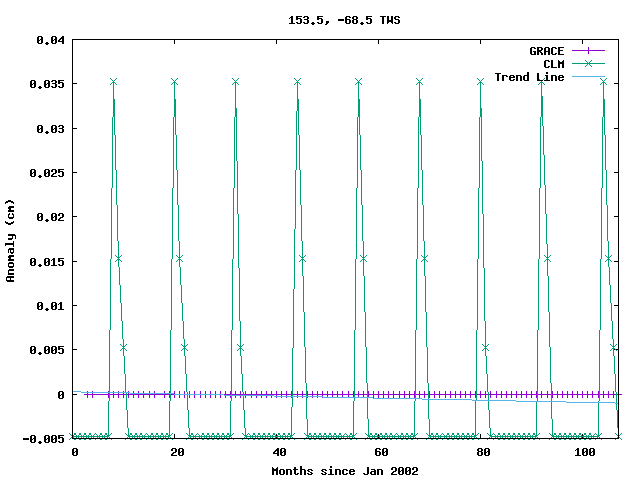 153.5, -68.5 TWS
GRACE
CLM
Trend Line
0.04
0.035
0.03
0.025
0.02
0.015
0.01
0.005
0
-0.005
Anomaly (cm)
0 20 40 60 80 100
Months since Jan 2002